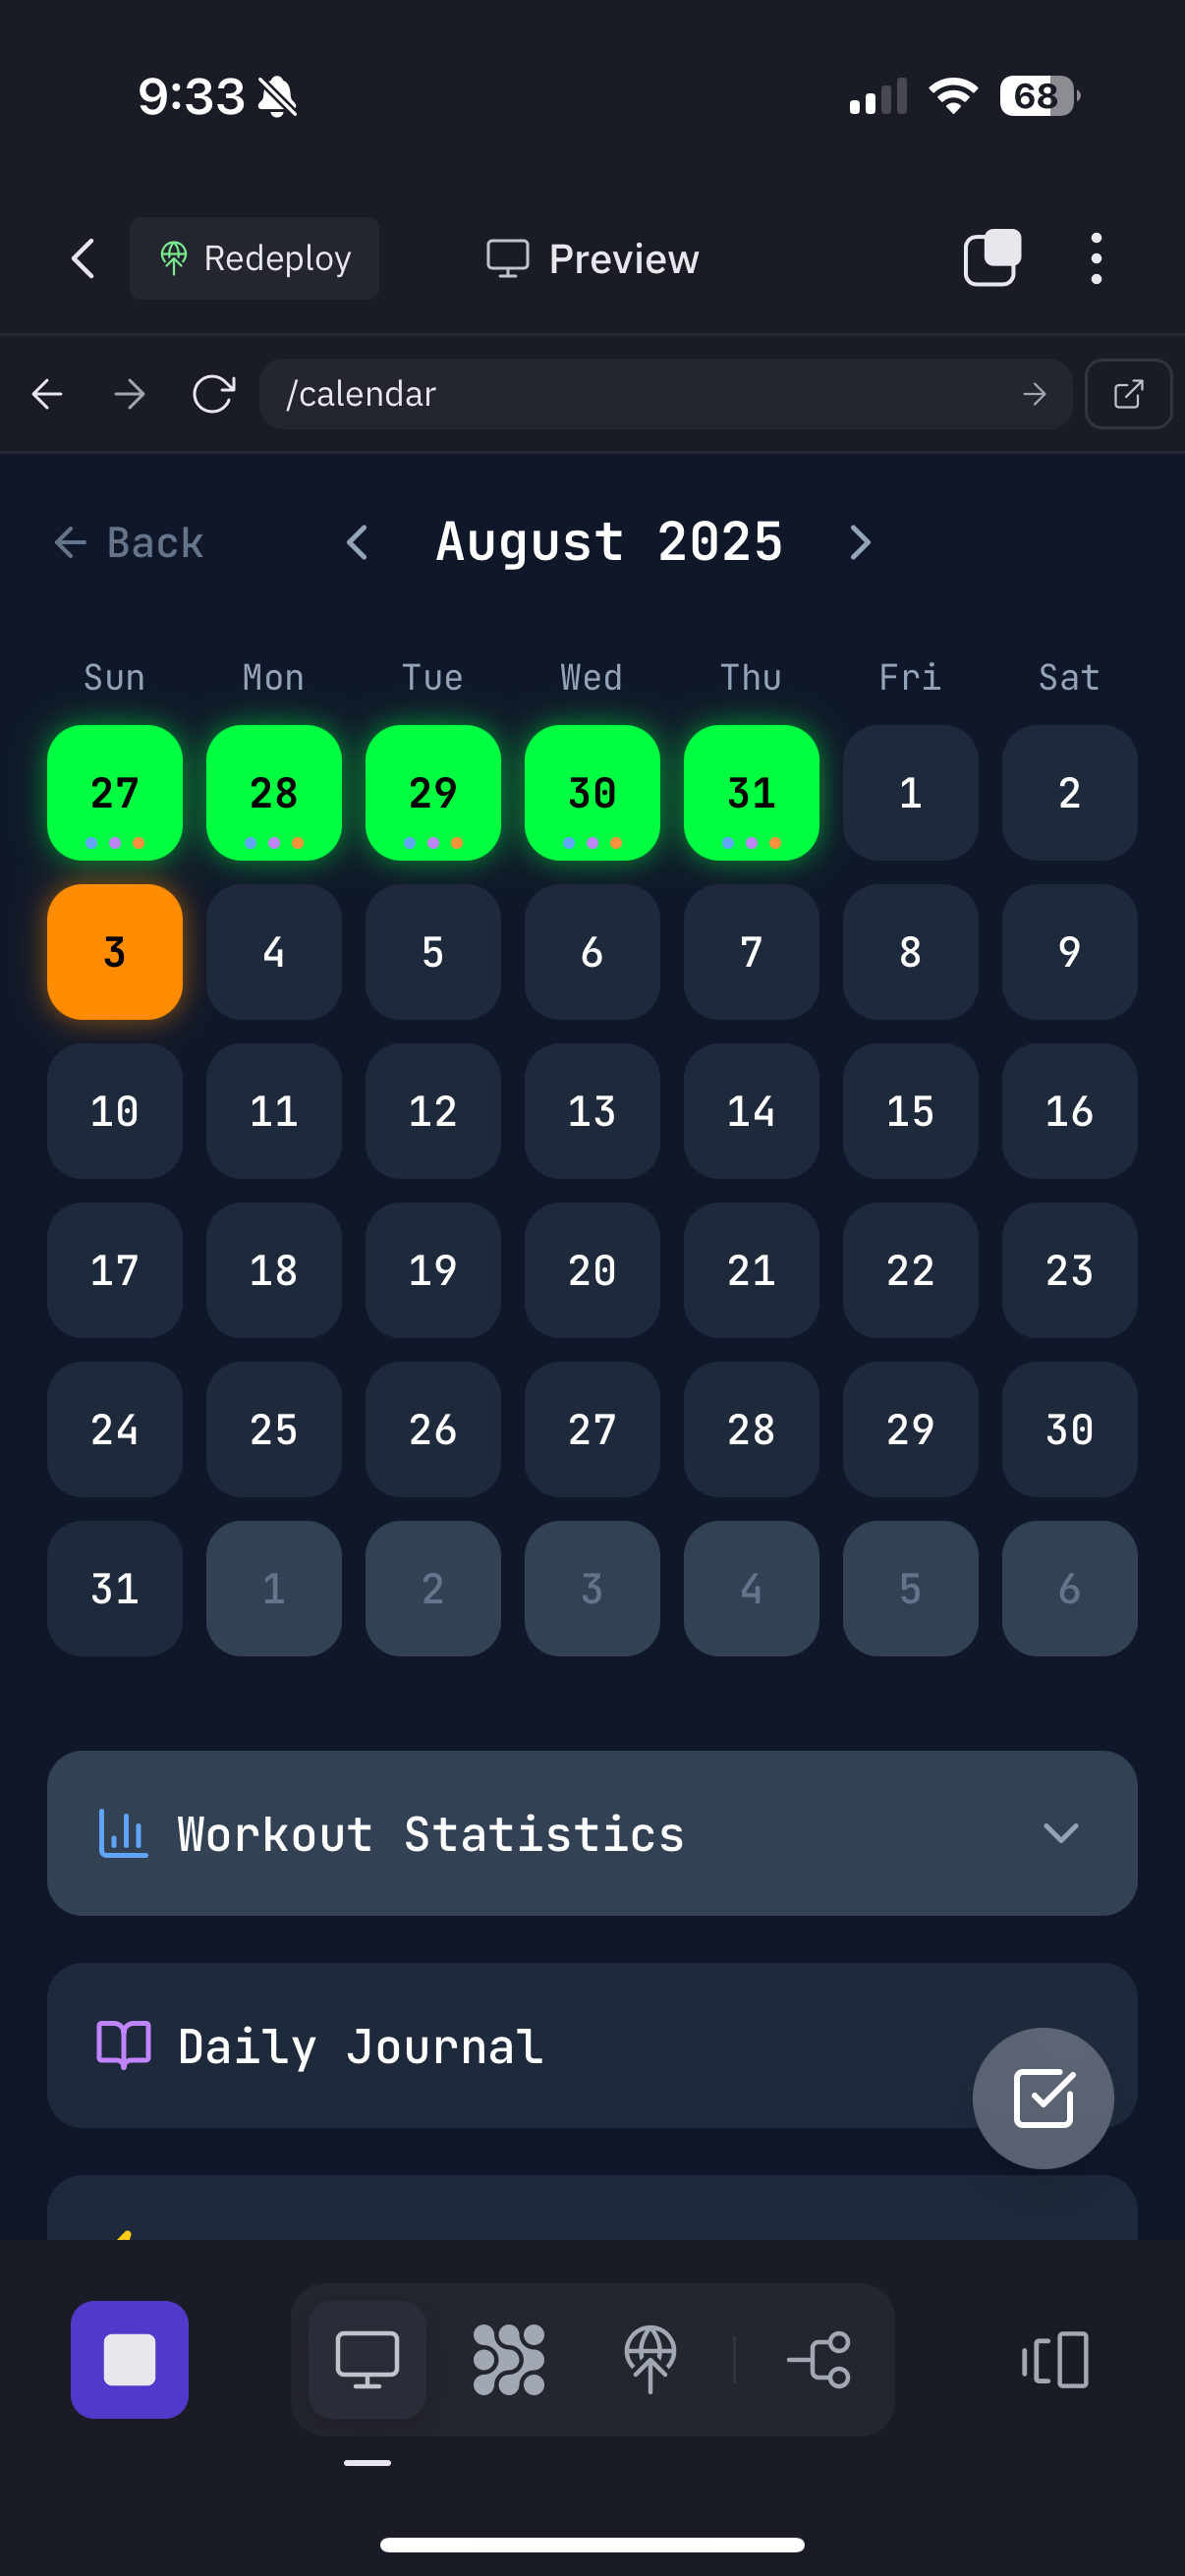 9:33 68
Redeploy Preview
/calendar
Back August 2025
Sun Mon Tue Wed Thu Fri Sat
27 28 29 30 31 1 2
3 4 5 6 7 8 9
10 11 12 13 14 15 16
17 18 19 20 21 22 23
24 25 26 27 28 29 30
31 1 2 3 4 5 6
Workout Statistics
Daily Journal